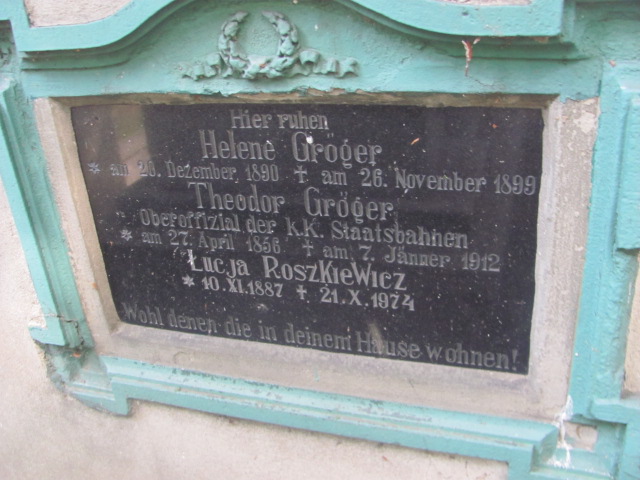 Hier ruhen
Helene Gröger
* am 20. Dezember 1890 + am 26. November 1899
Theodor Gröger
Oberoffizial der k.k. Staatsbahnen
* am 27. April 1856 + am 7. Jänner 1912
Łucja RoszKieWicz
* 10.XI.1887 + 21.X.1974
Wohl denen die in deinem Hause wohnen!